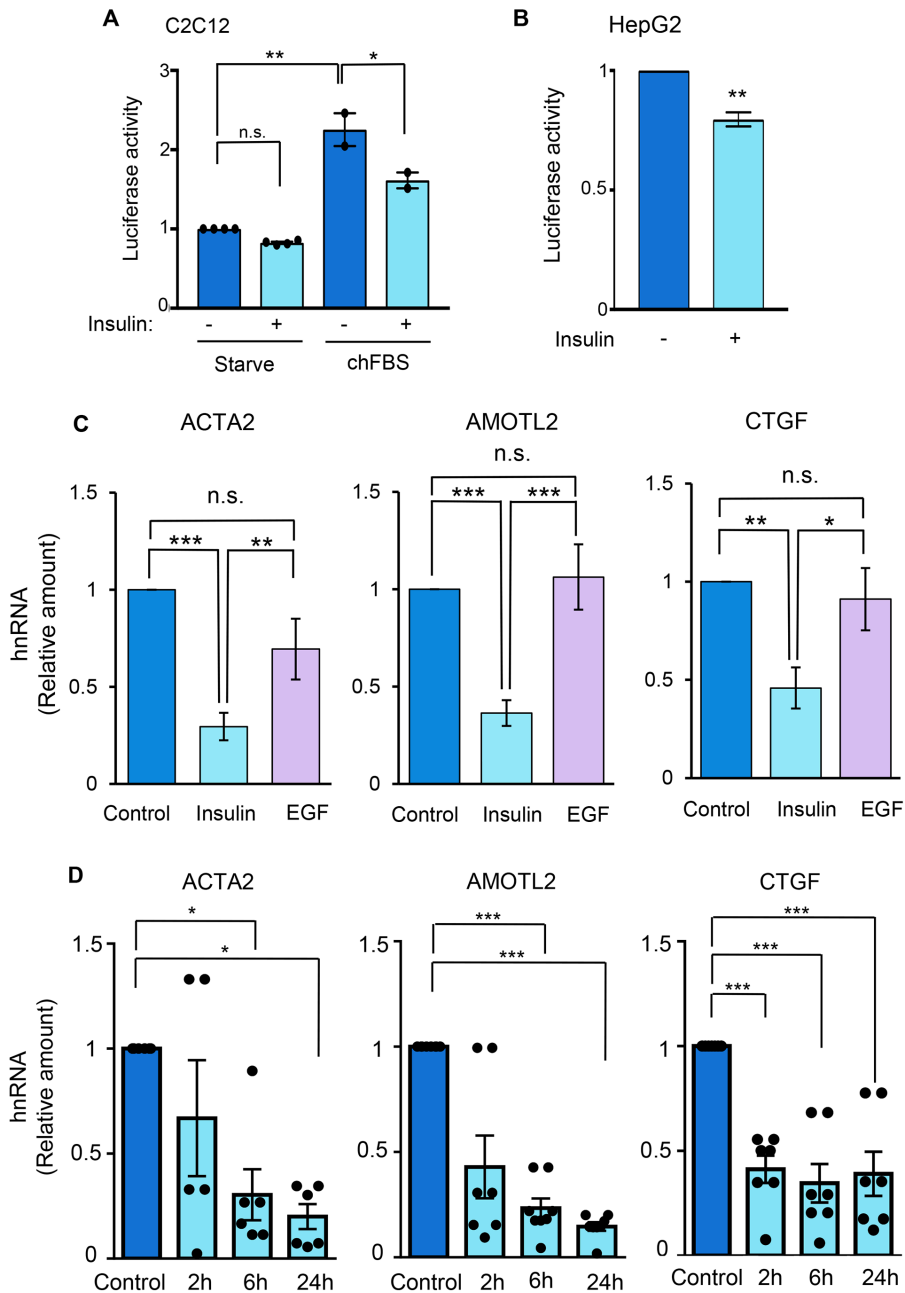 A
C2C12
Luciferase activity
3
2
1
0
**
*
n.s.
Insulin:
-
+
-
+
Starve
chFBS
B
HepG2
Luciferase activity
1
0.5
0
**
Insulin
-
+
C
hnRNA
(Relative amount)
ACTA2
n.s.
***
**
1.5
1
0.5
0
Control
Insulin
EGF
AMOTL2
n.s.
***
***
1.5
1
0.5
0
Control
Insulin
EGF
CTGF
n.s.
**
*
1.5
1
0.5
0
Control
Insulin
EGF
D
hnRNA
(Relative amount)
ACTA2
*
*
1.5
1
0.5
0
Control
2h
6h
24h
AMOTL2
***
***
1.5
1
0.5
0
Control
2h
6h
24h
CTGF
***
***
***
1.5
1
0.5
0
Control
2h
6h
24h